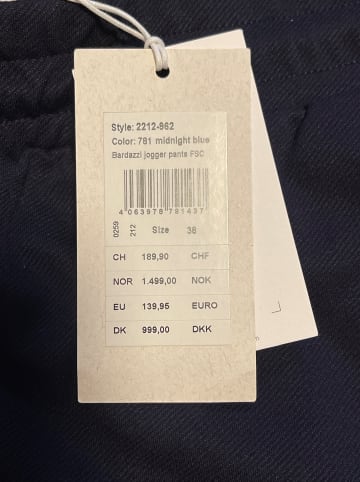 Style: 2212-962
Color: 781 midnight blue
Bardazzi jogger pants FSC
4 063978 781437
0259
212
Size 38
CH 189,90 CHF
NOR 1.499,00 NOK
EU 139,95 EURO
DK 999,00 DKK